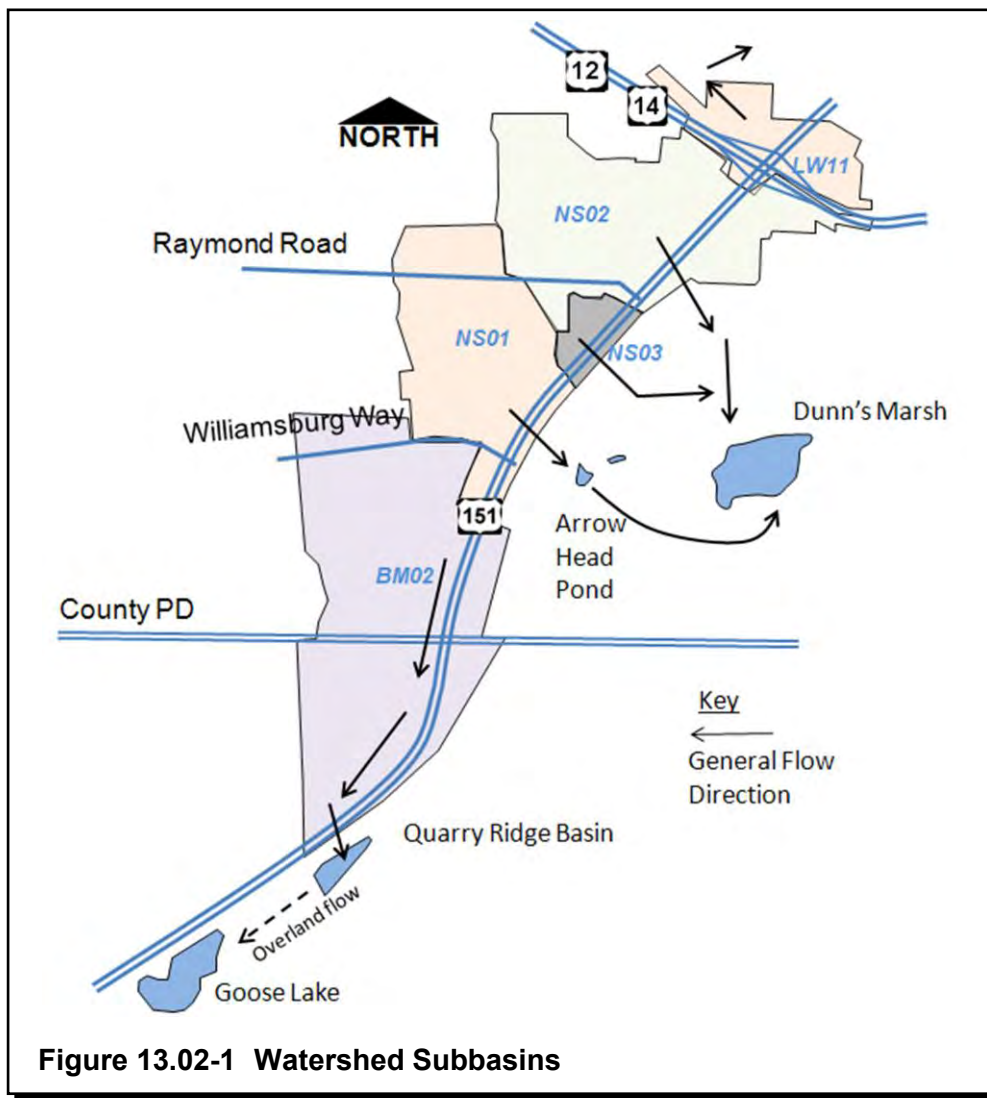 12
14
NORTH
LW11
NS02
Raymond Road
NS01
NS03
Dunn's Marsh
Williamsburg Way
151
Arrow
Head
Pond
BM02
County PD
Key
General Flow
Direction
Quarry Ridge Basin
Overland flow
Goose Lake
Figure 13.02-1 Watershed Subbasins